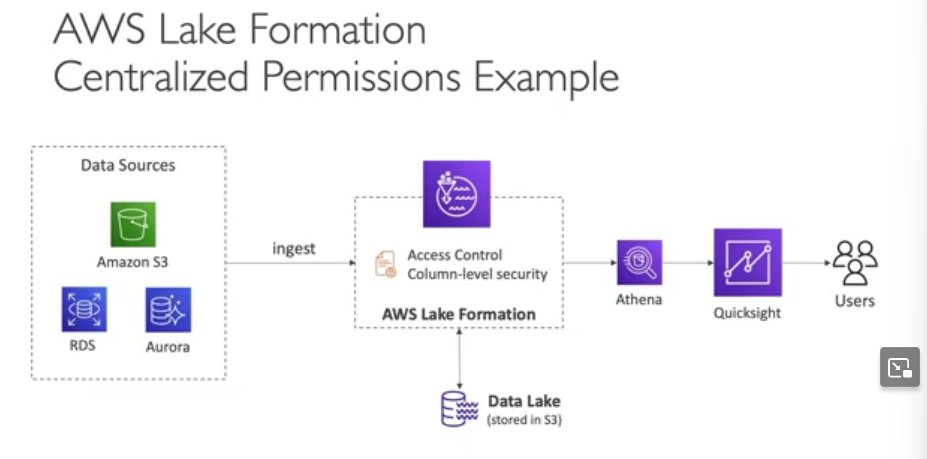 AWS Lake Formation
Centralized Permissions Example
Data Sources
Amazon S3
RDS
Aurora
ingest
Access Control
Column-level security
AWS Lake Formation
Data Lake
(stored in S3)
Athena
Quicksight
Users